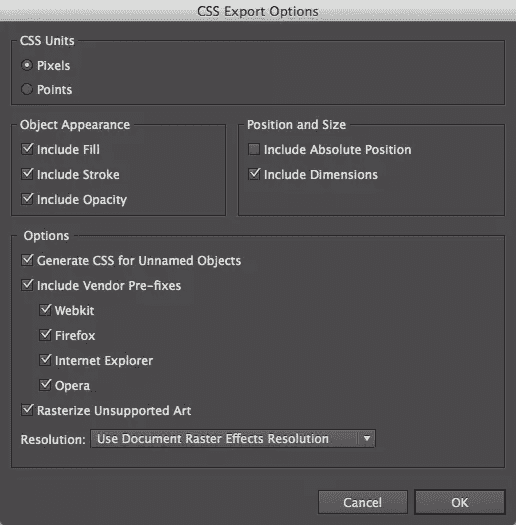 CSS Export Options
CSS Units
Pixels
Points
Object Appearance
Include Fill
Include Stroke
Include Opacity
Position and Size
Include Absolute Position
Include Dimensions
Options
Generate CSS for Unnamed Objects
Include Vendor Pre-fixes
Webkit
Firefox
Internet Explorer
Opera
Rasterize Unsupported Art
Resolution: Use Document Raster Effects Resolution
Cancel OK